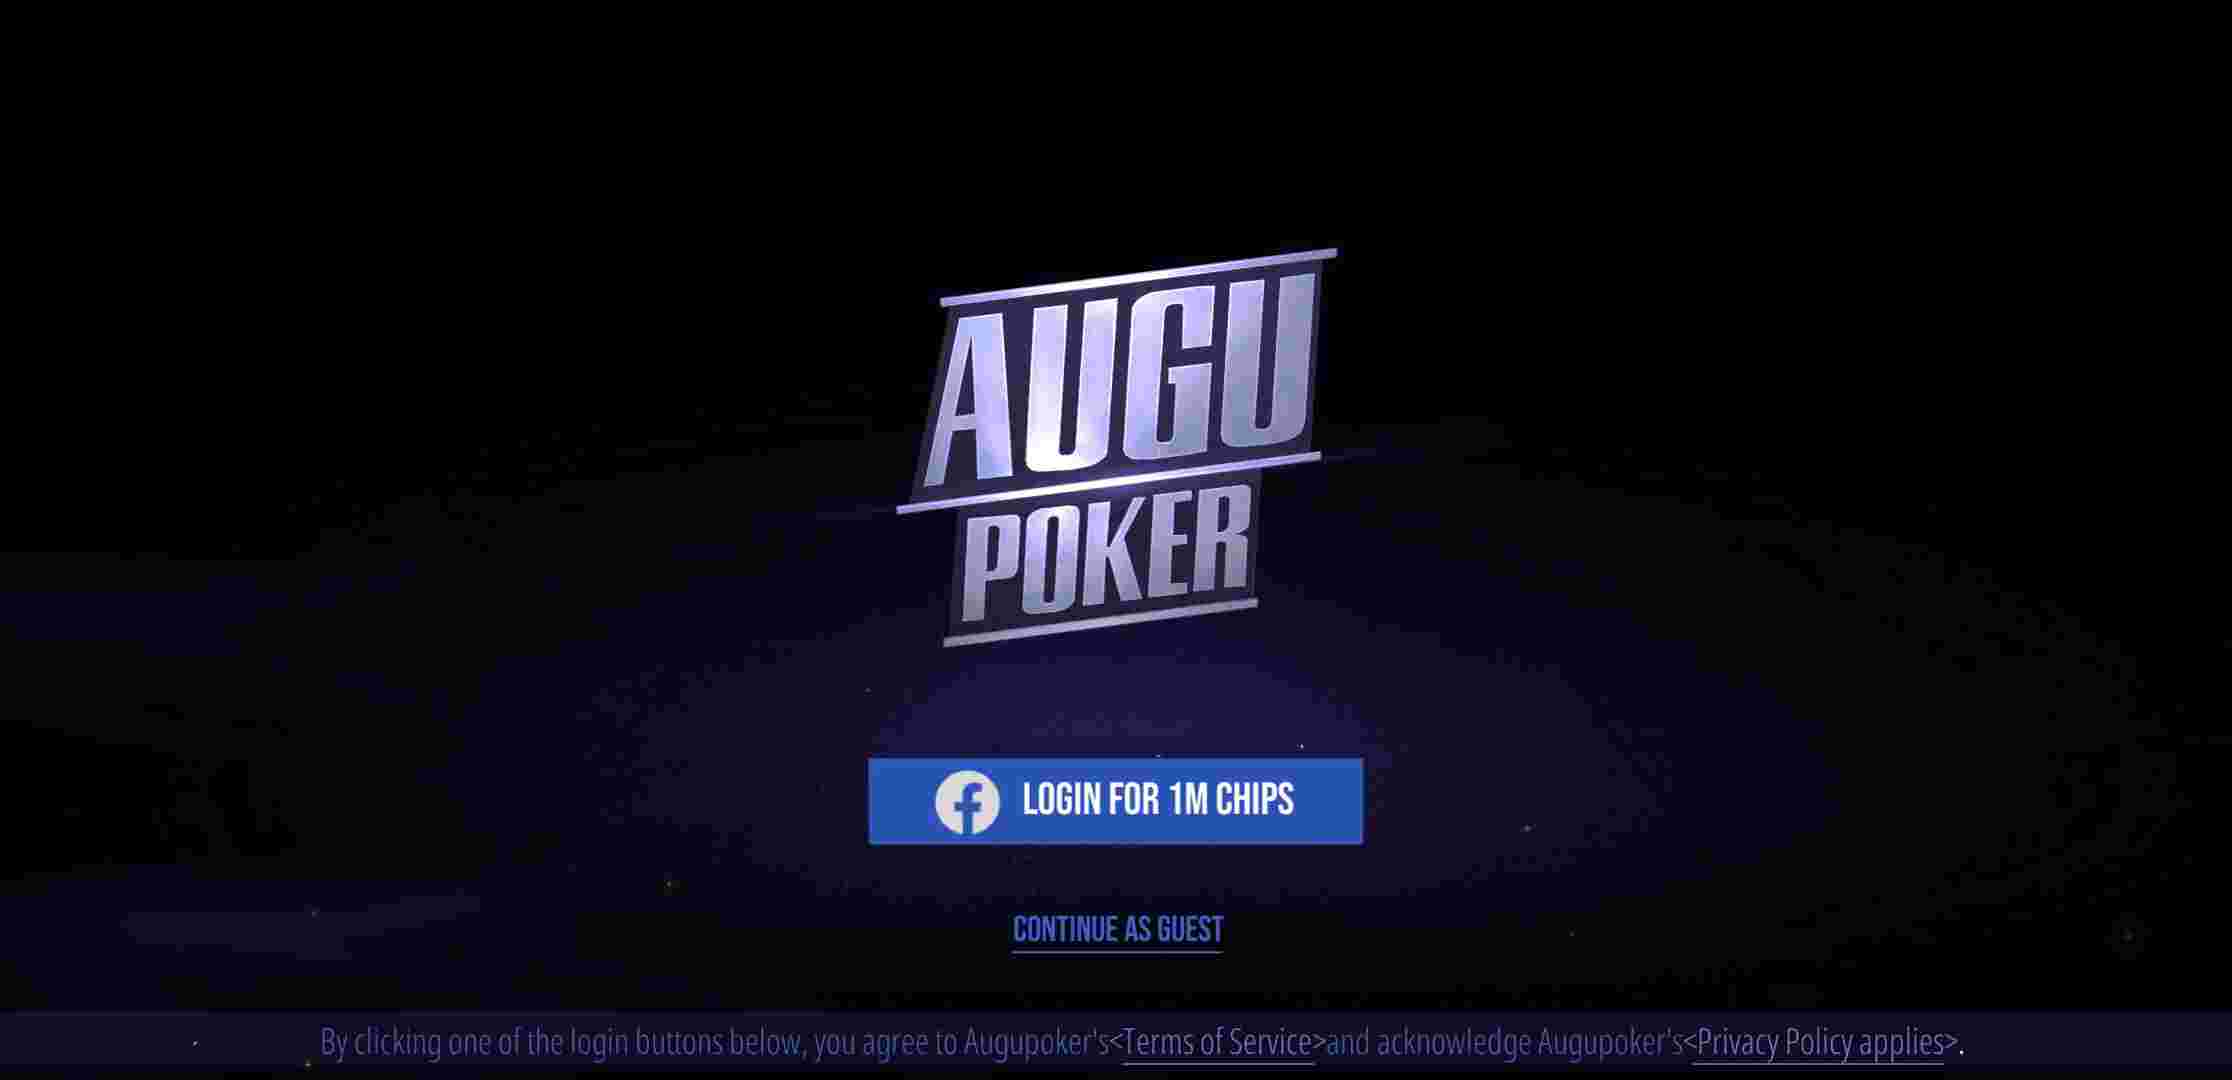 AUGU
POKER
LOGIN FOR 1M CHIPS
CONTINUE AS GUEST
By clicking one of the login buttons below, you agree to Augupoker's<Terms of Service>and acknowledge Augupoker's<Privacy Policy applies>.